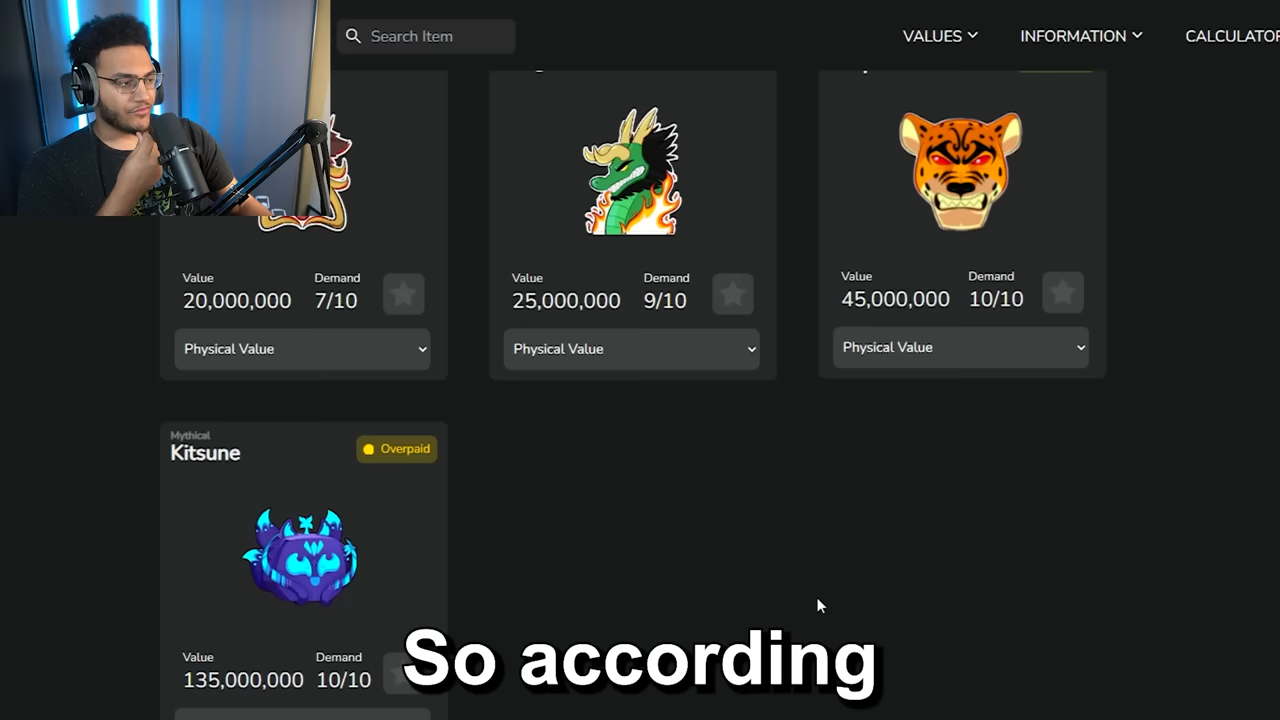 Search Item
VALUES
INFORMATION
CALCULATOR
Value
Demand
20,000,000
7/10
Physical Value
Value
Demand
25,000,000
9/10
Physical Value
Value
Demand
45,000,000
10/10
Physical Value
Mythical
Kitsune
Overpaid
Value
Demand
135,000,000
10/10
So according